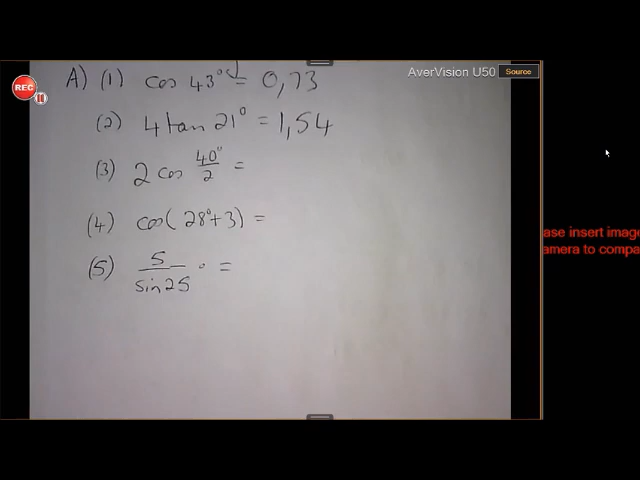 AverVision U50
Source
REC
A) (1) cos 43° = 0,73
(2) 4 tan 21° = 1,54
(3) 2 cos 40°/2 =
(4) cos(28°+3) =
(5) 5/sin25° =
ase insert image
amera to compa